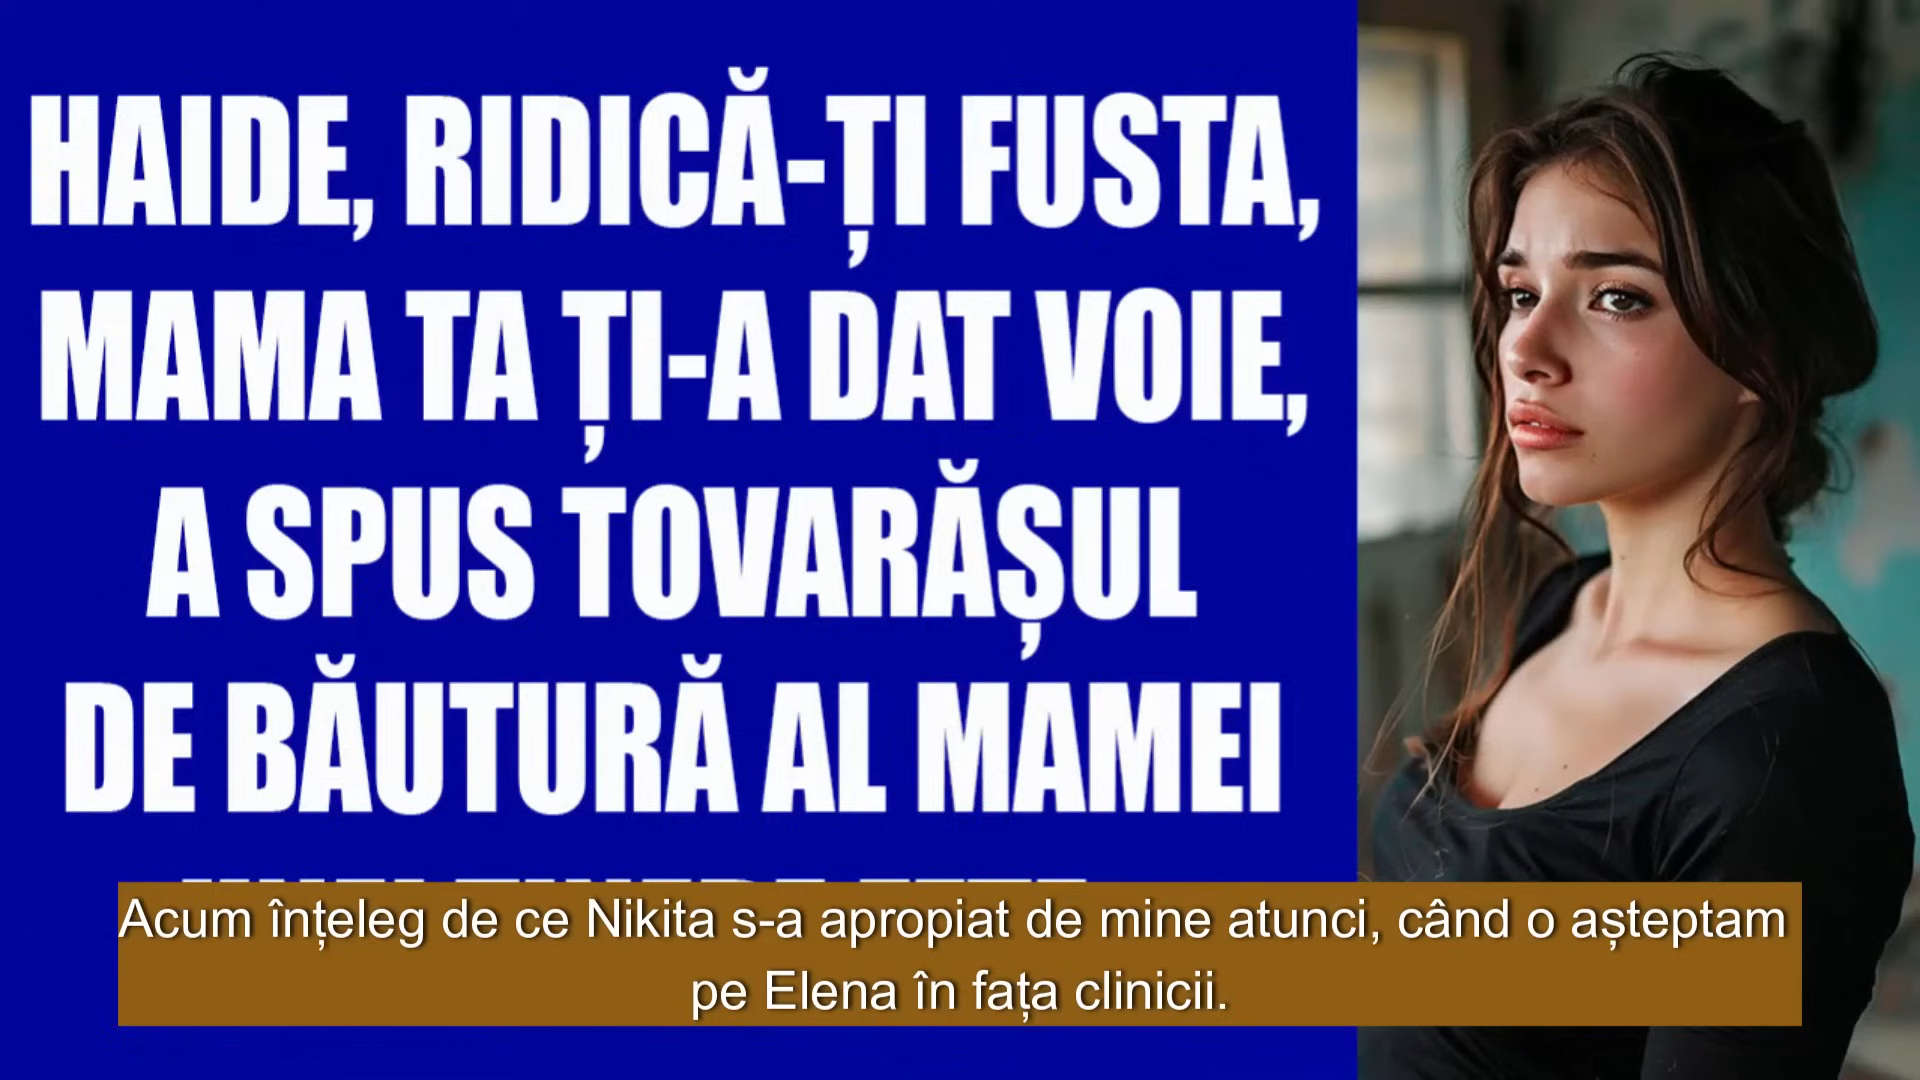 HAIDE, RIDICĂ-ȚI FUSTA,
MAMA TA ȚI-A DAT VOIE,
A SPUS TOVARĂȘUL
DE BĂUTURĂ AL MAMEI
Acum înțeleg de ce Nikita s-a apropiat de mine atunci, când o așteptam
pe Elena în fața clinicii.